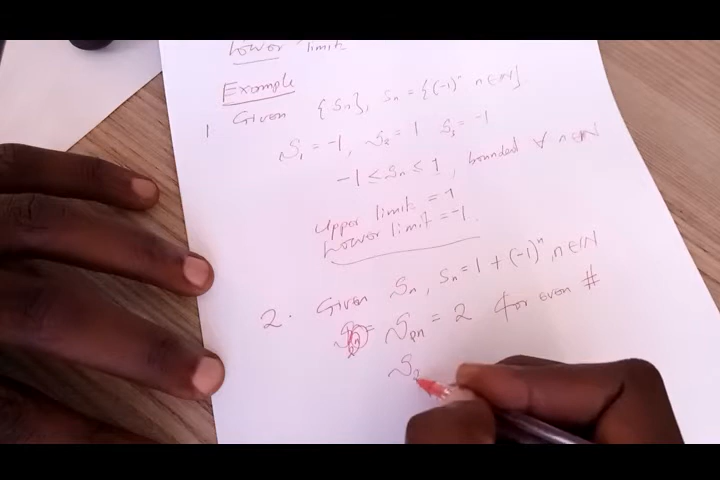 Lower limit
Example
1 Given {Sn}, Sn = {(-1)^n n∈N}.
S1 = -1, S2 = 1 S3 = -1
-1 ≤ Sn ≤ 1, bounded ∀ n∈N
Upper limit = 1
Lower limit = -1.
2. Given Sn, Sn = 1 + (-1)^n, n∈N
S2n = 2 for even #
S2